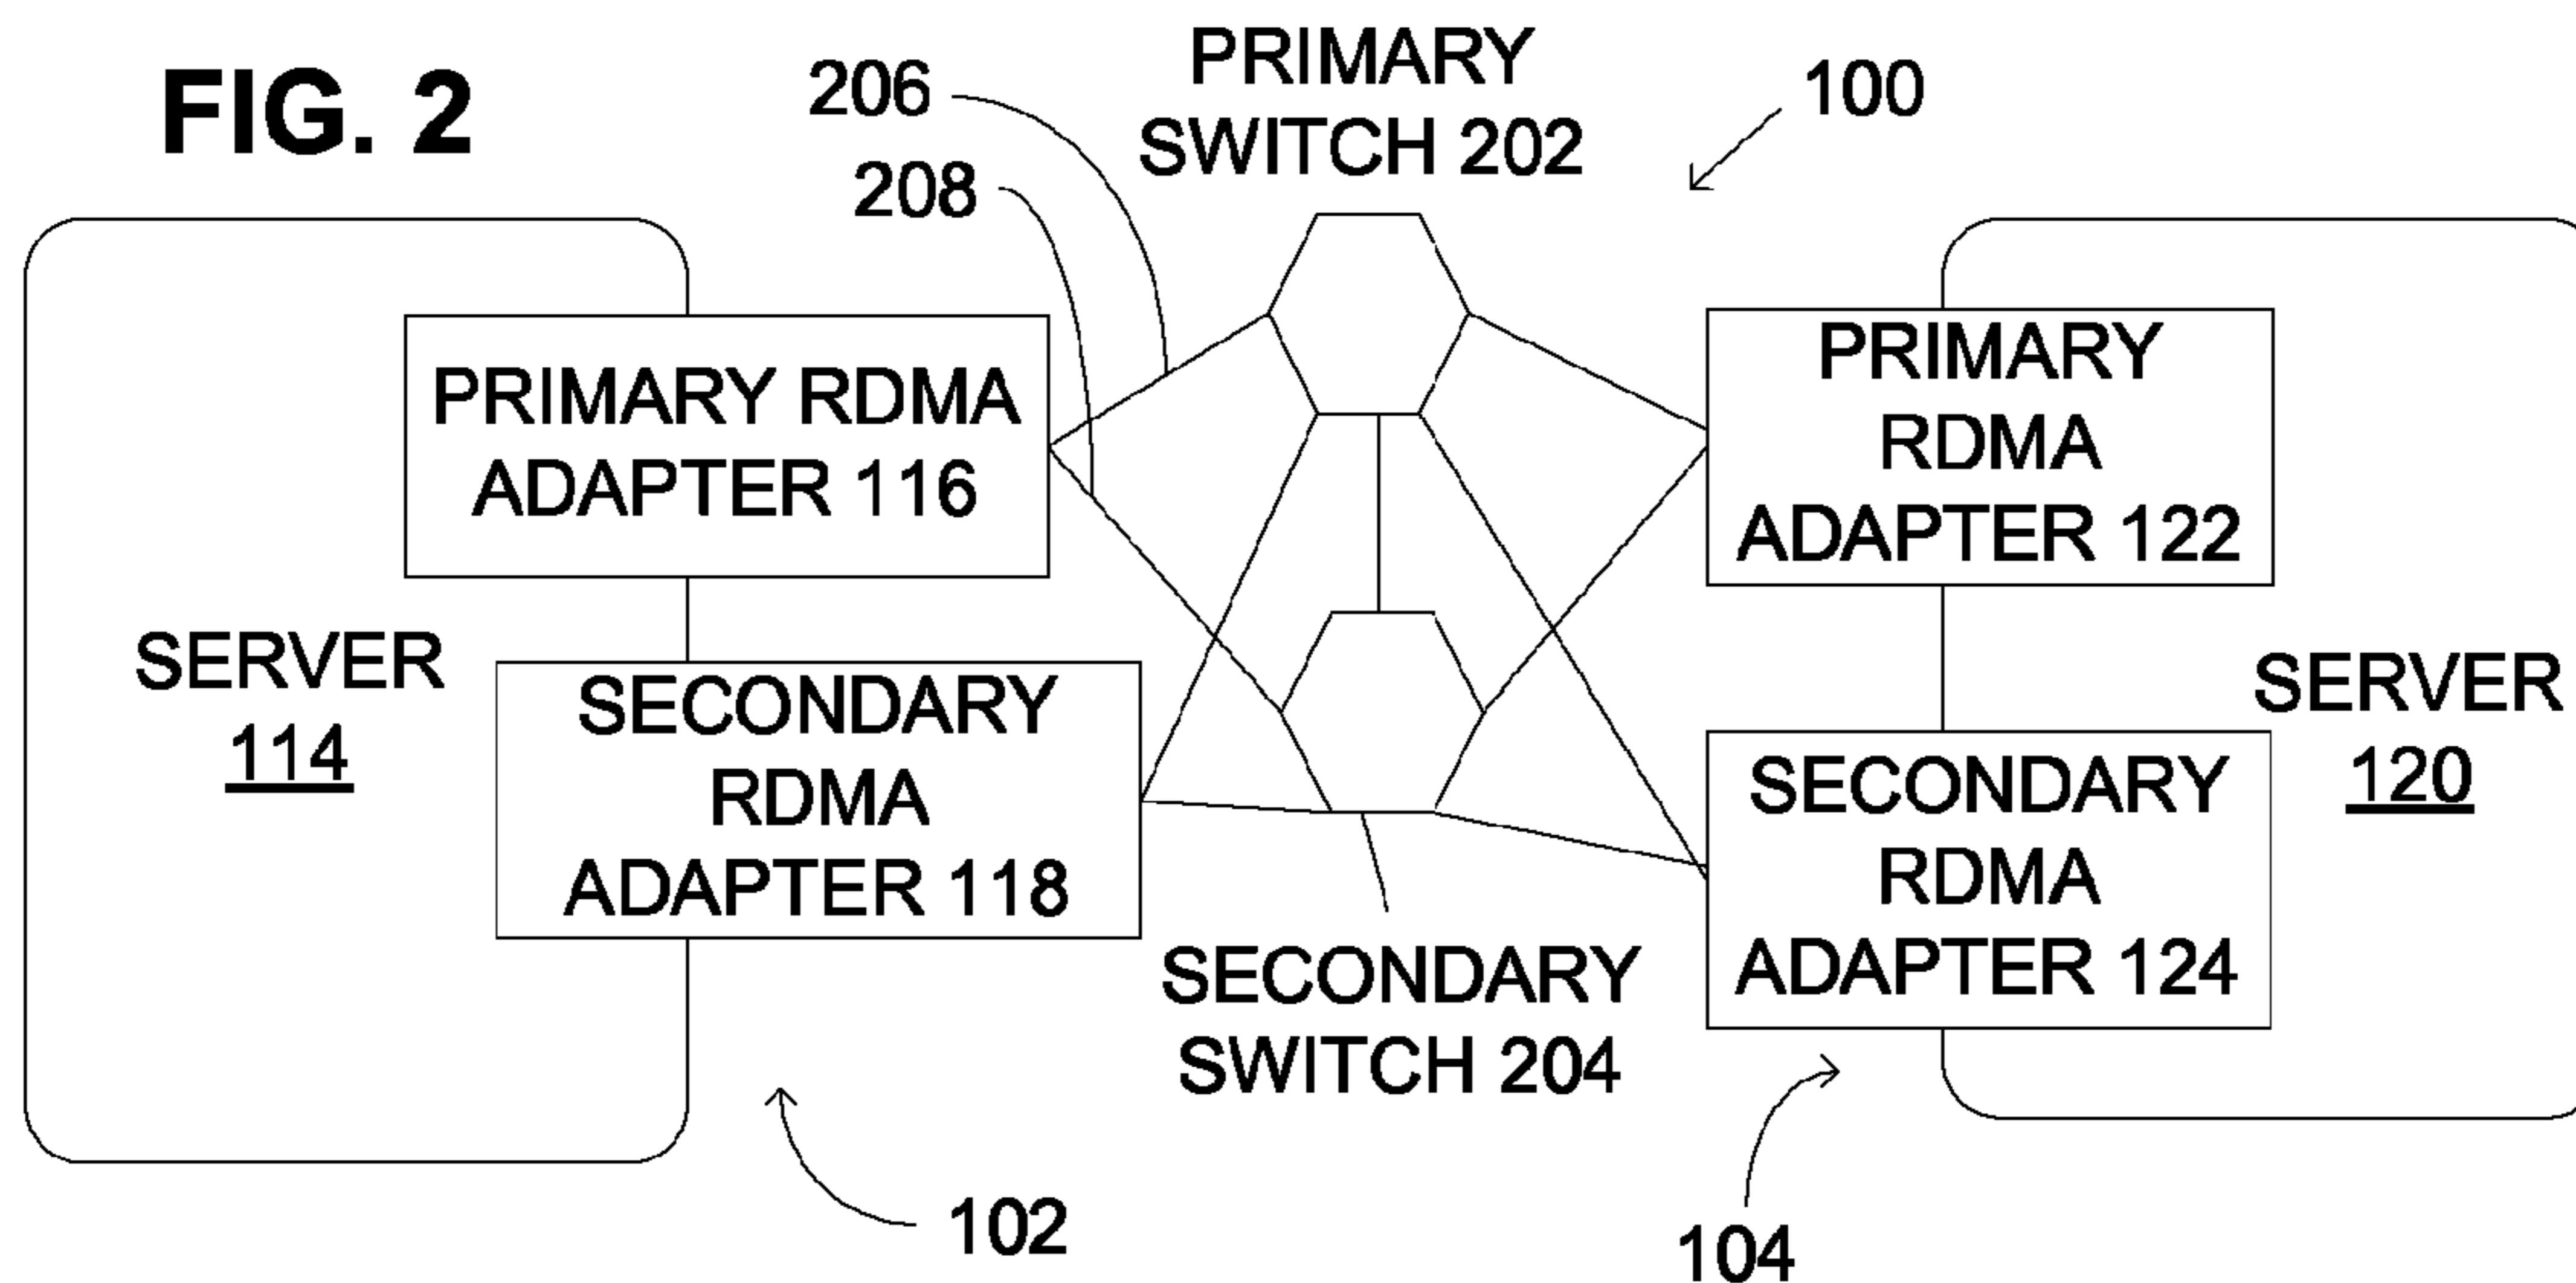 FIG. 2
206
208
PRIMARY
SWITCH 202
100
PRIMARY RDMA
ADAPTER 116
PRIMARY
RDMA
ADAPTER 122
SERVER
114
SECONDARY
RDMA
ADAPTER 118
SERVER
120
SECONDARY
RDMA
ADAPTER 124
SECONDARY
SWITCH 204
102
104